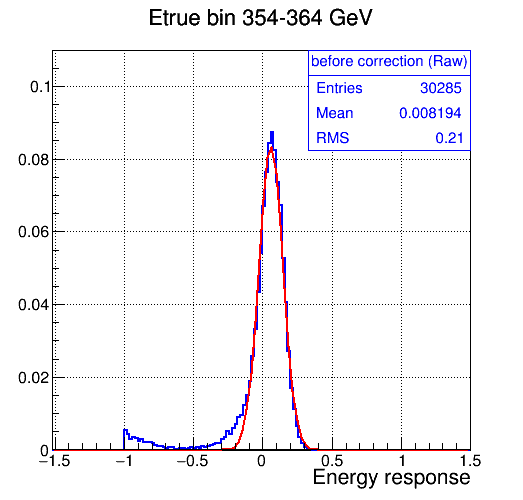 Etrue bin 354-364 GeV
before correction (Raw)
Entries 30285
Mean 0.008194
RMS 0.21
0.1
0.08
0.06
0.04
0.02
0
−1.5 −1 −0.5 0 0.5 1 1.5
Energy response